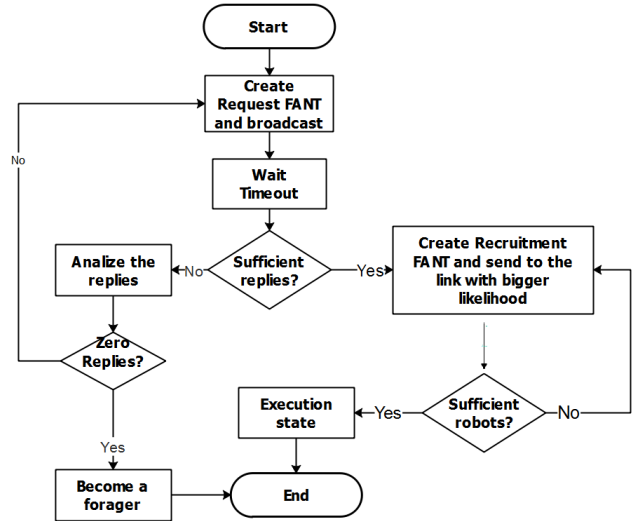 Start
Create
Request FANT
and broadcast
No
Wait
Timeout
Sufficient
replies?
No
Yes
Analize the
replies
Create Recruitment
FANT and send to the
link with bigger
likelihood
Zero
Replies?
Execution
state
Yes
Sufficient
robots?
No
Yes
Become a
forager
End